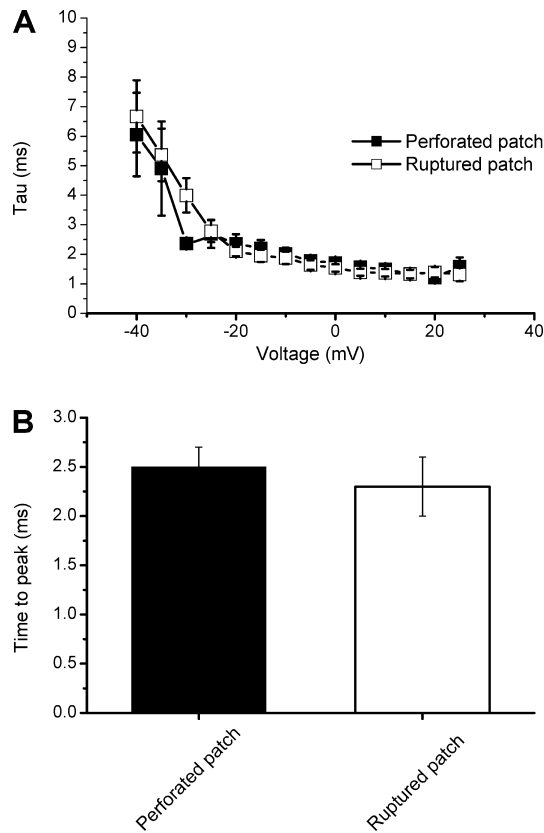 A
10
9
8
7
6
5
4
3
2
1
0
Tau (ms)
Perforated patch
Ruptured patch
-40 -20 0 20 40
Voltage (mV)
B
3.0
2.5
2.0
1.5
1.0
0.5
0.0
Time to peak (ms)
Perforated patch
Ruptured patch